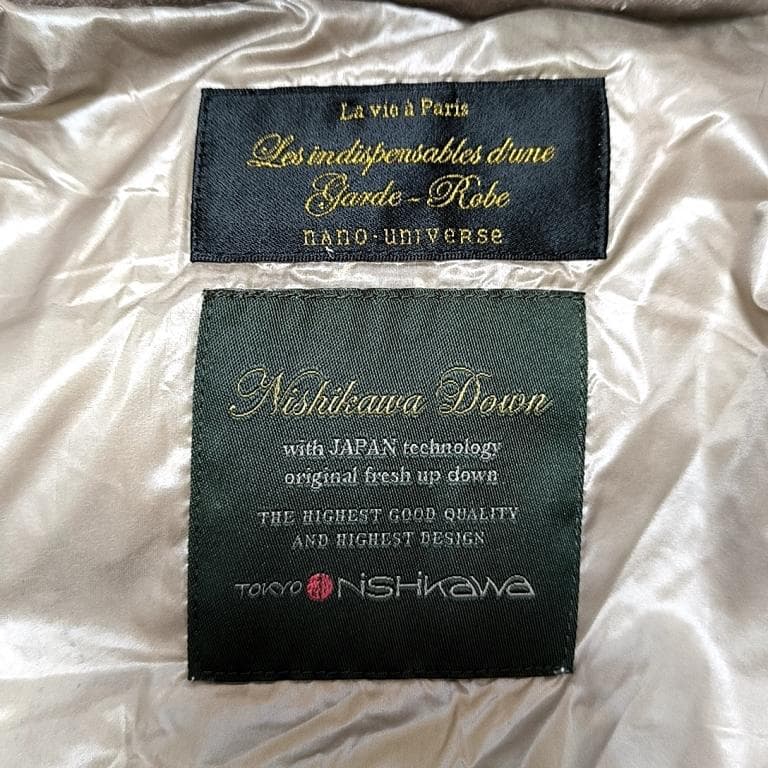 La vie à Paris
Les indispensables d'une
Garde - Robe
nano・universe
Nishikawa Down
with JAPAN technology
original fresh up down
THE HIGHEST GOOD QUALITY
AND HIGHEST DESIGN
TOKYO NiSHiKaWa